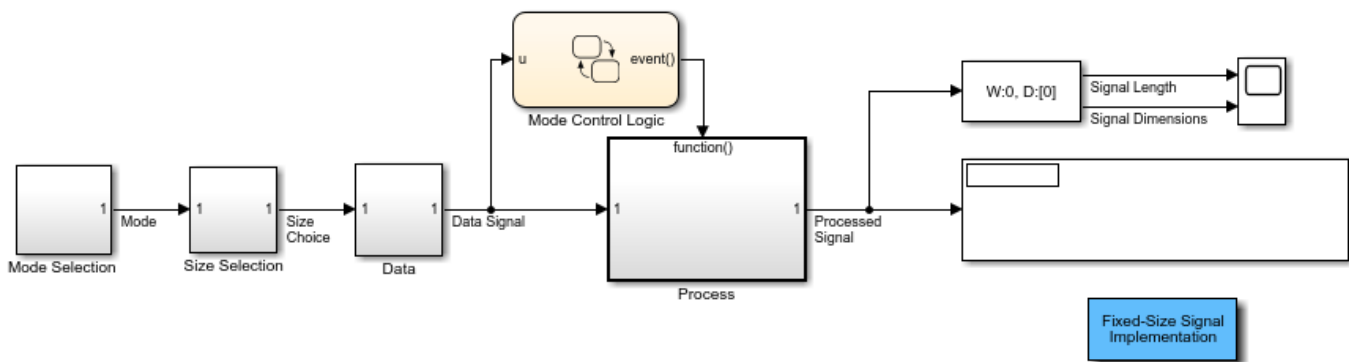 u
event()
Mode Control Logic
W:0, D:[0]
Signal Length
Signal Dimensions
function()
1
Mode
Mode Selection
1
1
Size
Choice
Size Selection
1
1
Data Signal
Data
1
1
Processed
Signal
Process
Fixed-Size Signal
Implementation